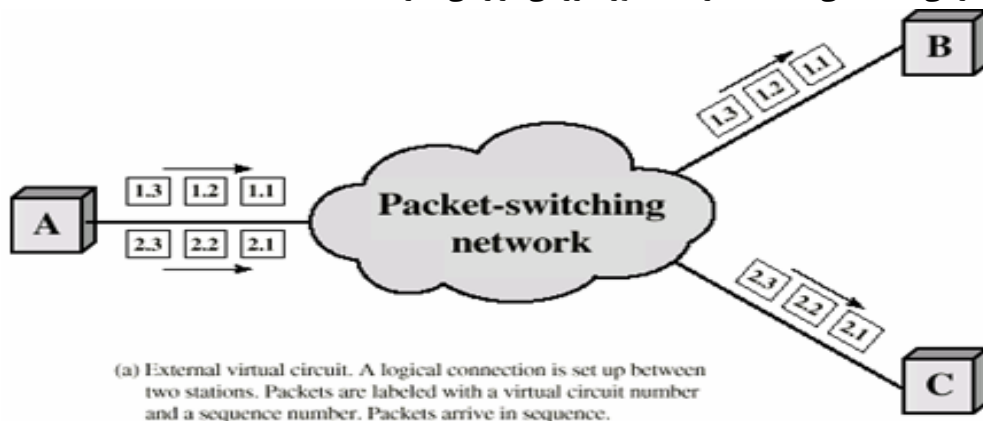 B
1.3 1.2 1.1
1.3 1.2 1.1
A
Packet-switching
network
2.3 2.2 2.1
2.3 2.2 2.1
C
(a) External virtual circuit. A logical connection is set up between
two stations. Packets are labeled with a virtual circuit number
and a sequence number. Packets arrive in sequence.